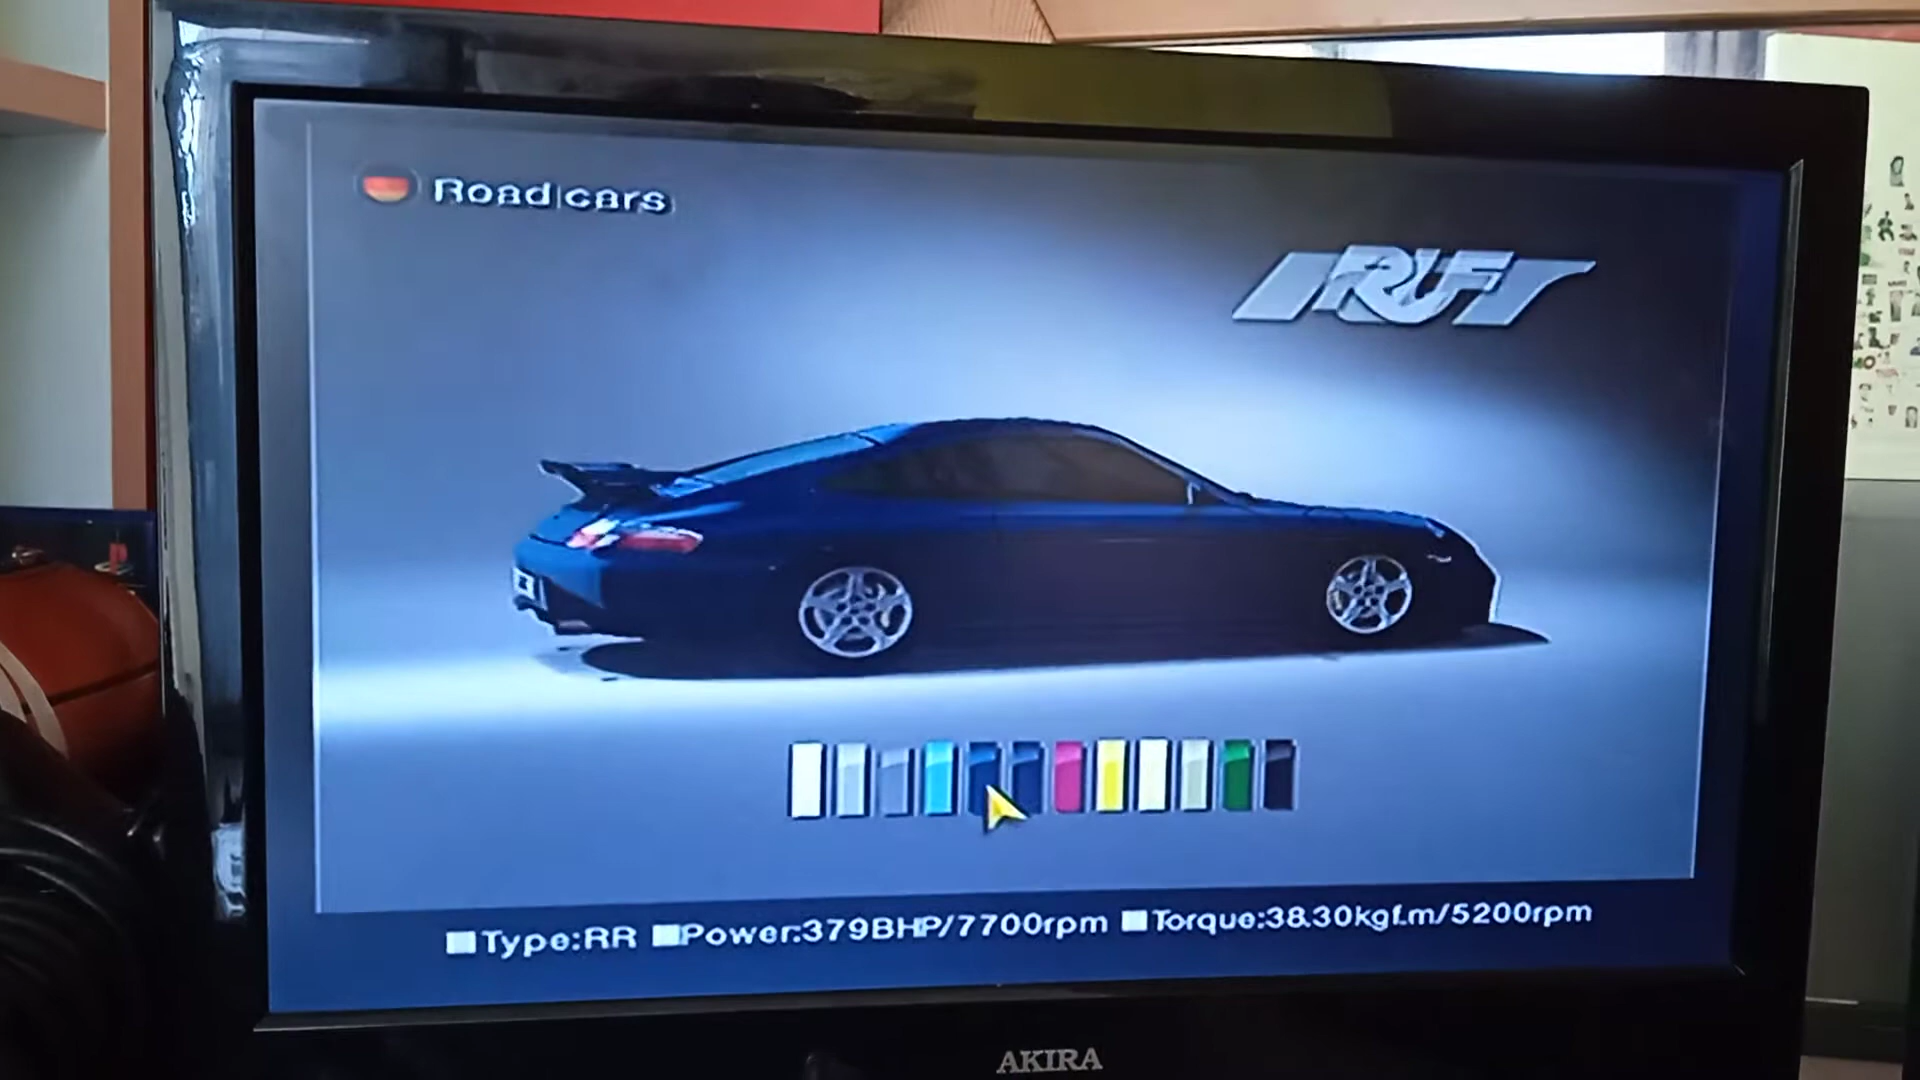 Road cars
RUF
Type:RR Power:379BHP/7700rpm Torque:38.30kgf.m/5200rpm
AKIRA